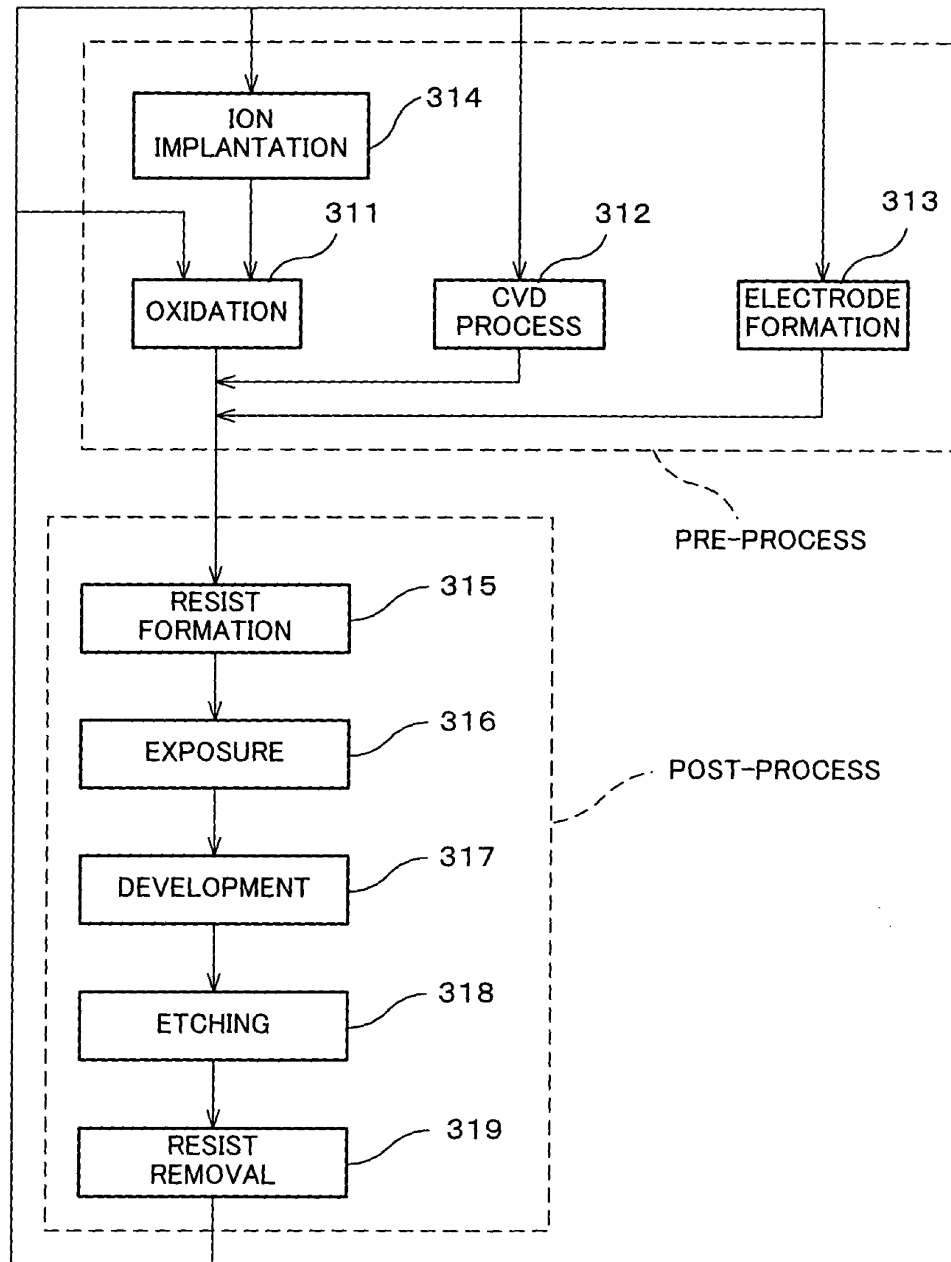 314
ION
IMPLANTATION
311
312
313
OXIDATION
CVD
PROCESS
ELECTRODE
FORMATION
PRE-PROCESS
315
RESIST
FORMATION
316
EXPOSURE
POST-PROCESS
317
DEVELOPMENT
318
ETCHING
319
RESIST
REMOVAL